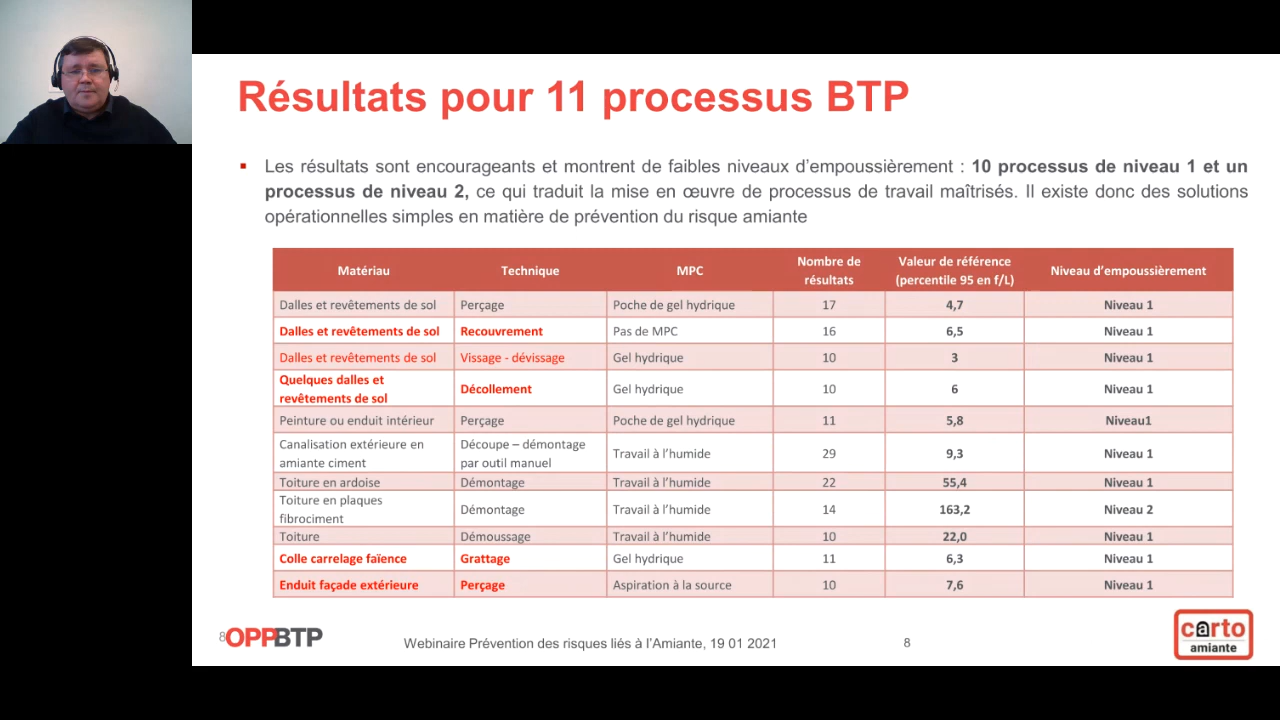 Résultats pour 11 processus BTP
▪ Les résultats sont encourageants et montrent de faibles niveaux d’empoussièrement : 10 processus de niveau 1 et un
processus de niveau 2, ce qui traduit la mise en œuvre de processus de travail maîtrisés. Il existe donc des solutions
opérationnelles simples en matière de prévention du risque amiante
Matériau Technique MPC Nombre de résultats Valeur de référence (percentile 95 en f/L) Niveau d’empoussièrement
Dalles et revêtements de sol Perçage Poche de gel hydrique 17 4,7 Niveau 1
Dalles et revêtements de sol Recouvrement Pas de MPC 16 6,5 Niveau 1
Dalles et revêtements de sol Vissage - dévissage Gel hydrique 10 3 Niveau 1
Quelques dalles et revêtements de sol Décollement Gel hydrique 10 6 Niveau 1
Peinture ou enduit intérieur Perçage Poche de gel hydrique 11 5,8 Niveau1
Canalisation extérieure en amiante ciment Découpe – démontage par outil manuel Travail à l’humide 29 9,3 Niveau 1
Toiture en ardoise Démontage Travail à l’humide 22 55,4 Niveau 1
Toiture en plaques fibrociment Démontage Travail à l’humide 14 163,2 Niveau 2
Toiture Démoussage Travail à l’humide 10 22,0 Niveau 1
Colle carrelage faïence Grattage Gel hydrique 11 6,3 Niveau 1
Enduit façade extérieure Perçage Aspiration à la source 10 7,6 Niveau 1
8 OPPBTP
Webinaire Prévention des risques liés à l’Amiante, 19 01 2021
8
carto
amiante